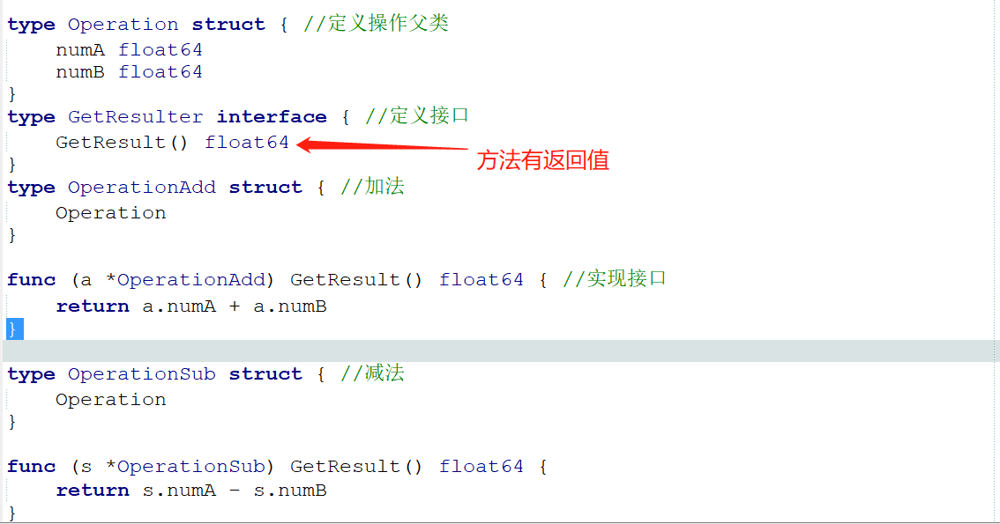 type Operation struct { //定义操作父类
    numA float64
    numB float64
}
type GetResulter interface { //定义接口
    GetResult() float64
方法有返回值
}
type OperationAdd struct { //加法
    Operation
}
func (a *OperationAdd) GetResult() float64 { //实现接口
    return a.numA + a.numB
}
type OperationSub struct { //减法
    Operation
}
func (s *OperationSub) GetResult() float64 {
    return s.numA - s.numB
}